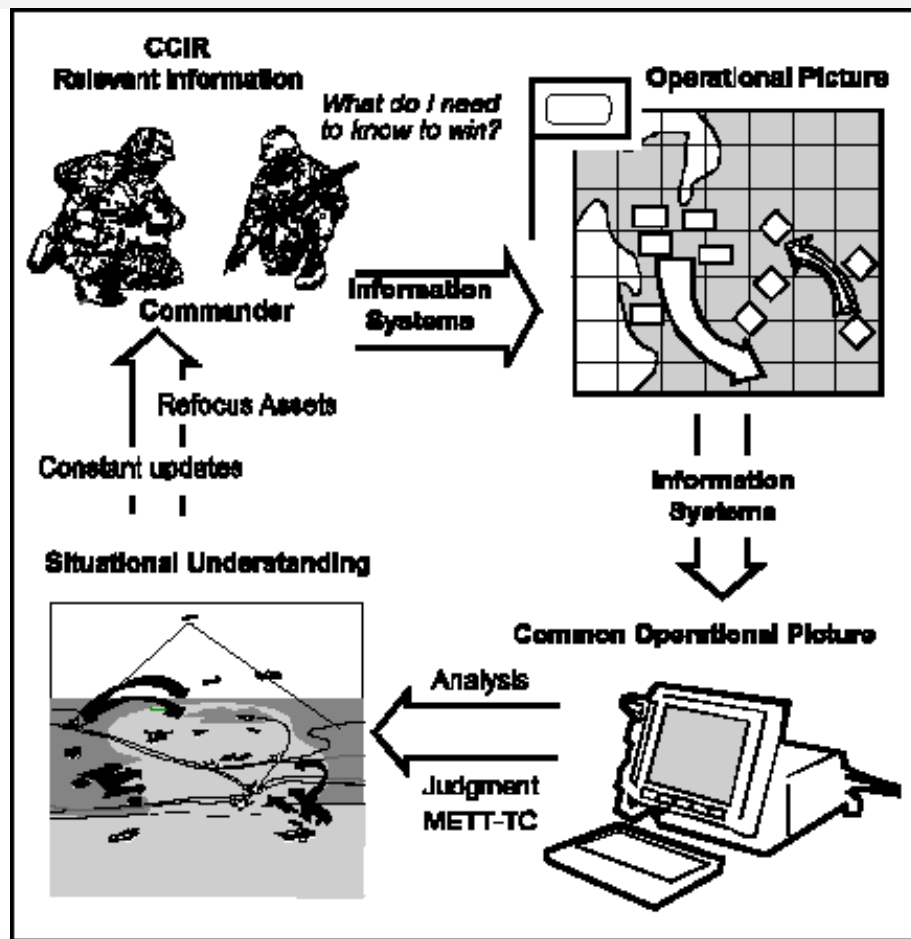 CCIR
Relevant Information
What do I need
to know to win?
Operational Picture
Commander
Information
Systems
Refocus Assets
Constant updates
Information
Systems
Situational Understanding
Common Operational Picture
Analysis
Judgment
METT-TC